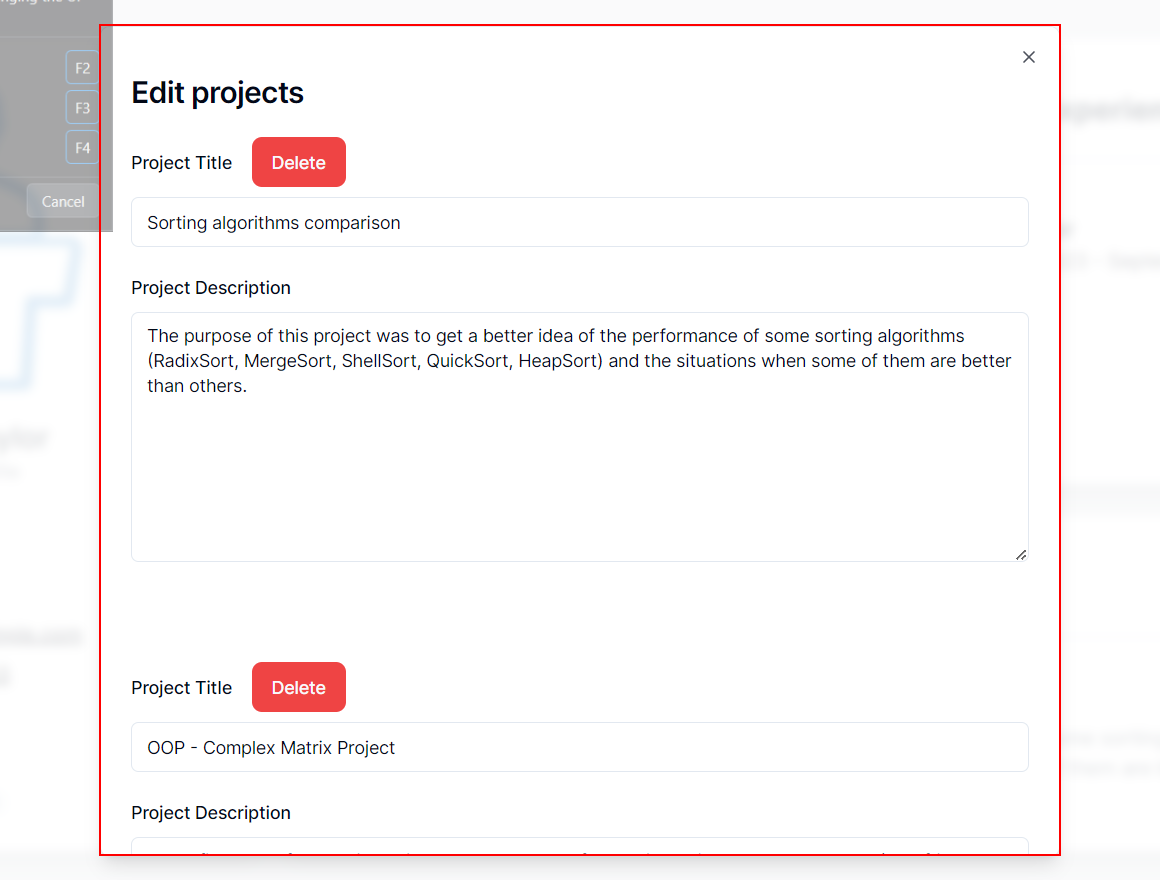 F2
F3
F4
Cancel
Edit projects
Project Title
Delete
Sorting algorithms comparison
Project Description
The purpose of this project was to get a better idea of the performance of some sorting algorithms
(RadixSort, MergeSort, ShellSort, QuickSort, HeapSort) and the situations when some of them are better
than others.
Project Title
Delete
OOP - Complex Matrix Project
Project Description